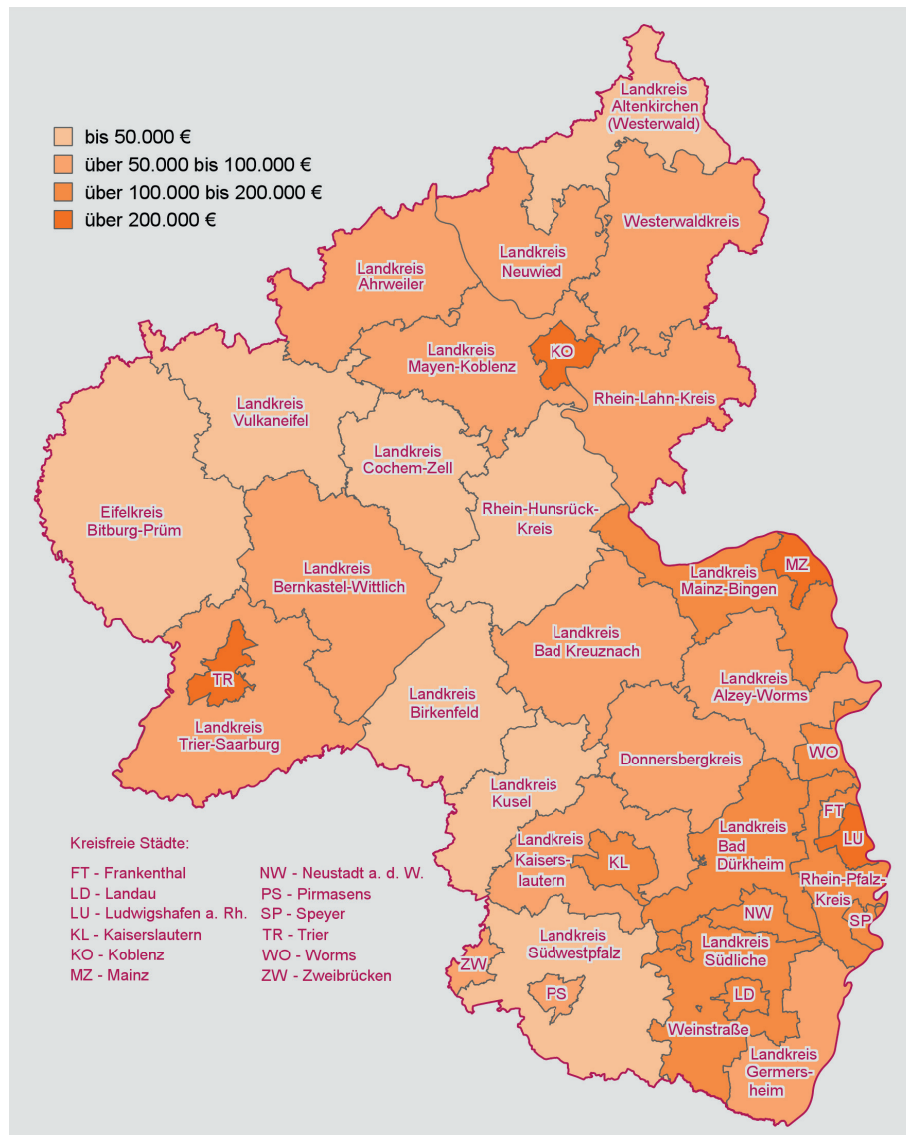 Landkreis
Altenkirchen
(Westerwald)
bis 50.000 €
über 50.000 bis 100.000 €
über 100.000 bis 200.000 €
über 200.000 €
Westerwaldkreis
Landkreis
Neuwied
Landkreis
Ahrweiler
Landkreis
Mayen-Koblenz
KO
Rhein-Lahn-Kreis
Landkreis
Vulkaneifel
Landkreis
Cochem-Zell
Eifelkreis
Bitburg-Prüm
Rhein-Hunsrück-
Kreis
Landkreis
Bernkastel-Wittlich
Landkreis
Mainz-Bingen
MZ
Landkreis
Bad Kreuznach
TR
Landkreis
Alzey-Worms
Landkreis
Birkenfeld
Landkreis
Trier-Saarburg
Donnersbergkreis
WO
Landkreis
Kusel
FT
LU
Landkreis
Bad
Dürkheim
Landkreis
Kaisers-
lautern
KL
Rhein-Pfalz-
Kreis
NW
SP
Landkreis
Südwestpfalz
Landkreis
Südliche
Weinstraße
ZW
PS
LD
Landkreis
Germers-
heim
Kreisfreie Städte:
FT - Frankenthal
LD - Landau
LU - Ludwigshafen a. Rh.
KL - Kaiserslautern
KO - Koblenz
MZ - Mainz
NW - Neustadt a. d. W.
PS - Pirmasens
SP - Speyer
TR - Trier
WO - Worms
ZW - Zweibrücken